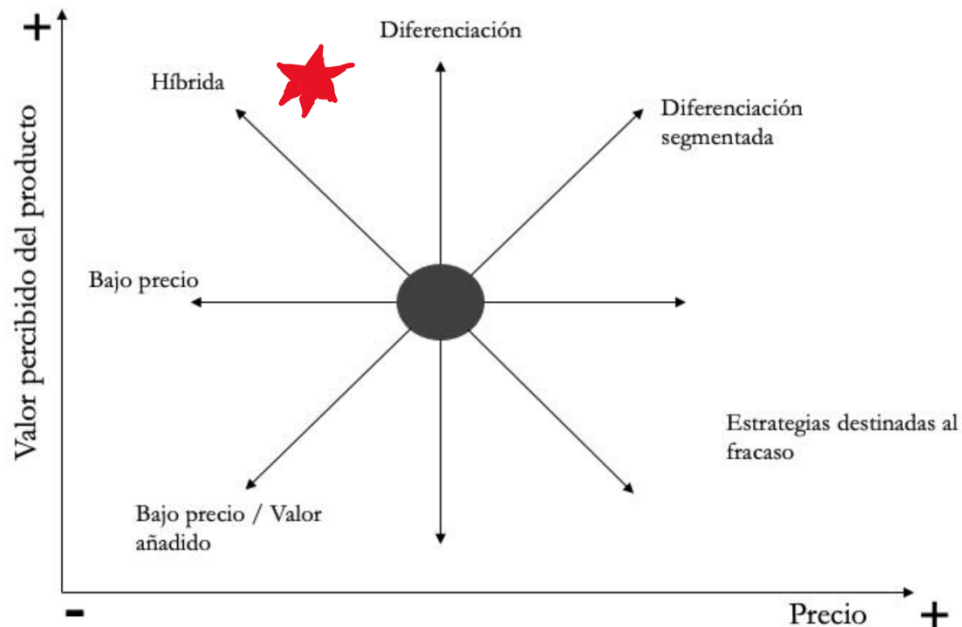 +
Diferenciación
Híbrida
Diferenciación
segmentada
Valor percibido del producto
Bajo precio
Estrategias destinadas al
fracaso
Bajo precio / Valor
añadido
-
Precio
+